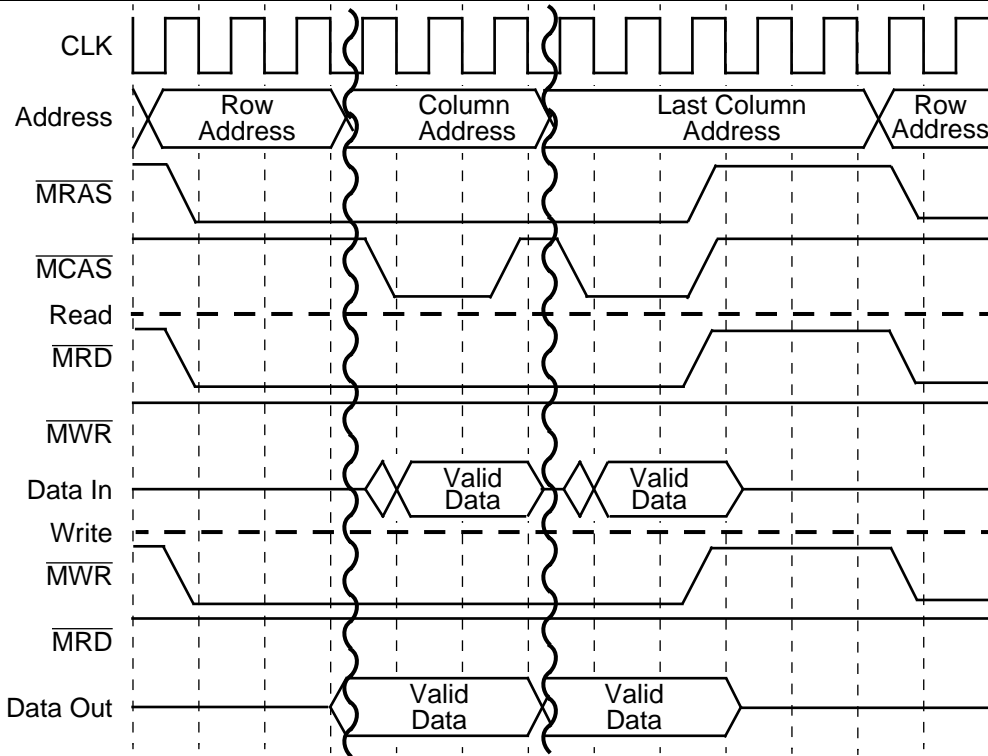 CLK
Address
Row
Address
Column
Address
Last Column
Address
Row
Address
MRAS
MCAS
Read
MRD
MWR
Data In
Valid
Data
Valid
Data
Write
MWR
MRD
Data Out
Valid
Data
Valid
Data